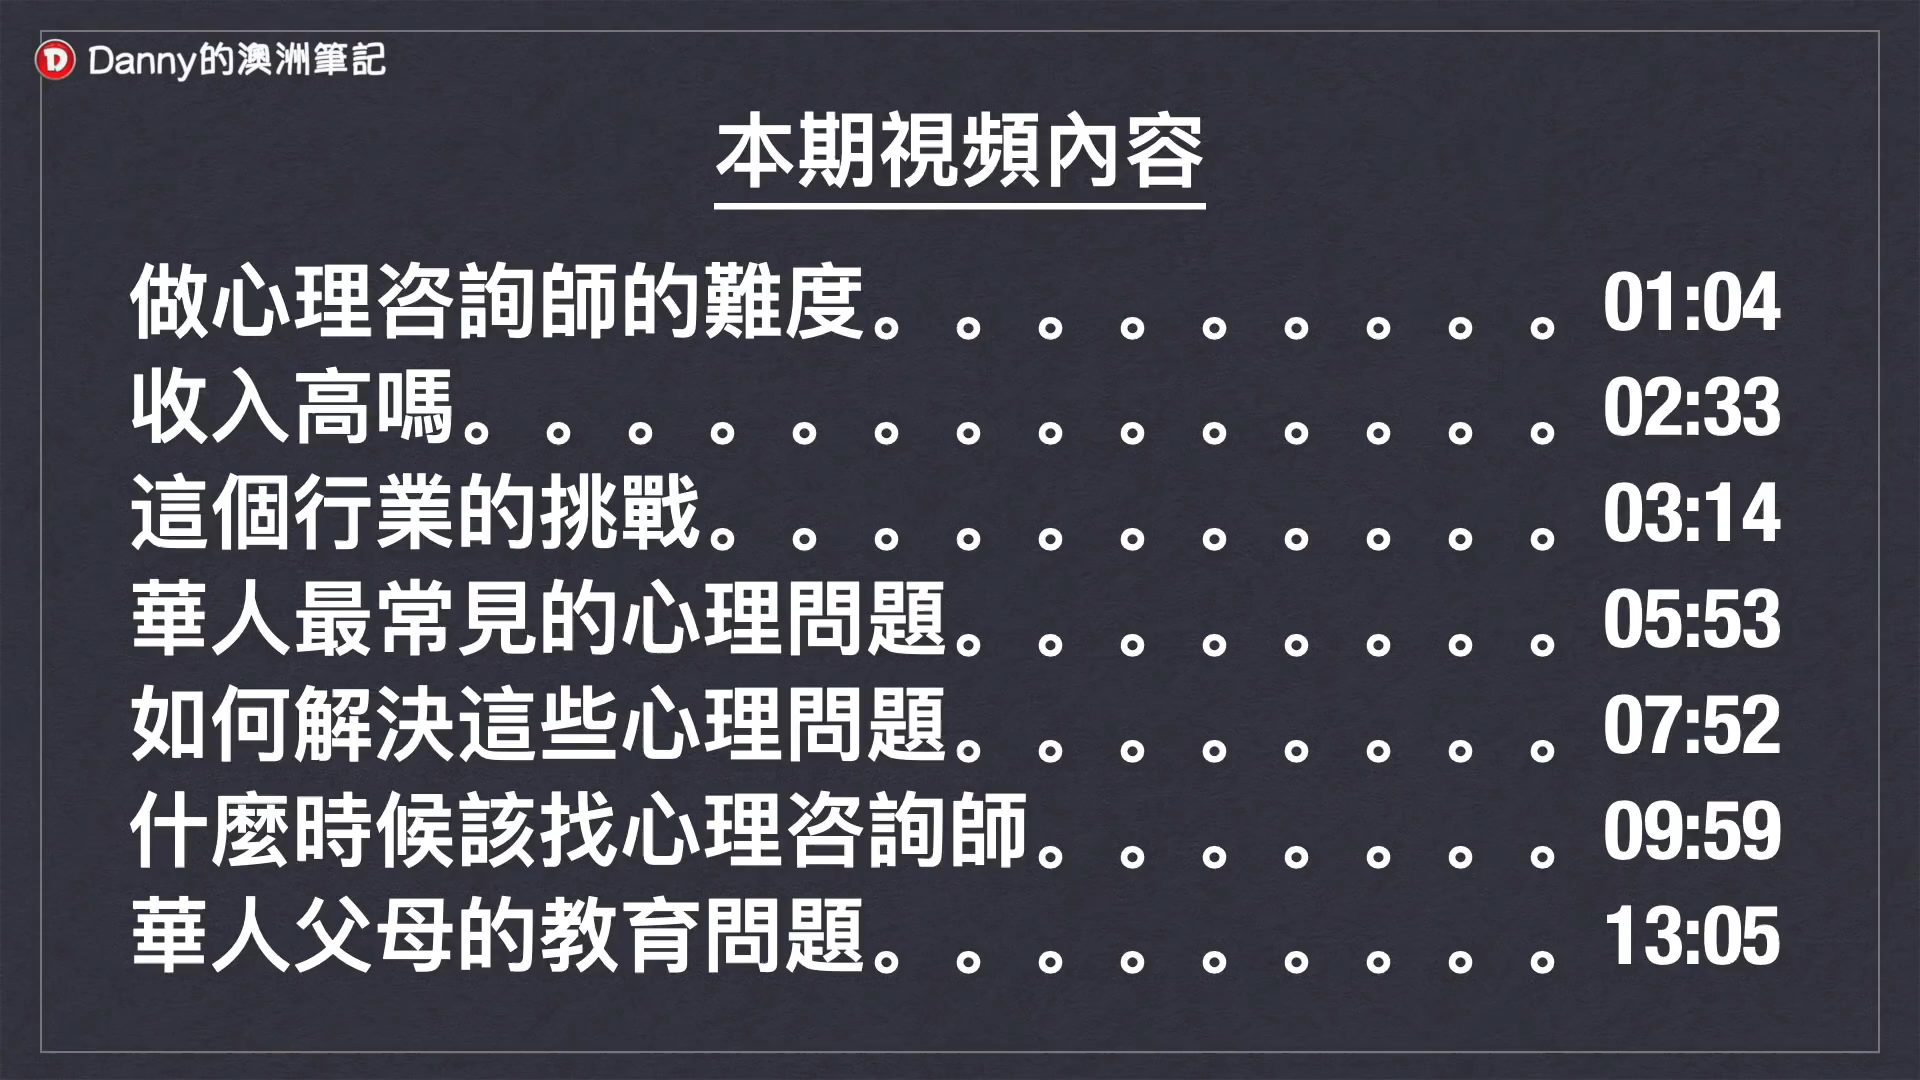 Danny的澳洲筆記
本期視頻內容
做心理咨詢師的難度。。。。。。。。。01:04
收入高嗎。。。。。。。。。。。。。。02:33
這個行業的挑戰。。。。。。。。。。。03:14
華人最常見的心理問題。。。。。。。。05:53
如何解決這些心理問題。。。。。。。。07:52
什麼時候該找心理咨詢師。。。。。。。09:59
華人父母的教育問題。。。。。。。。。13:05